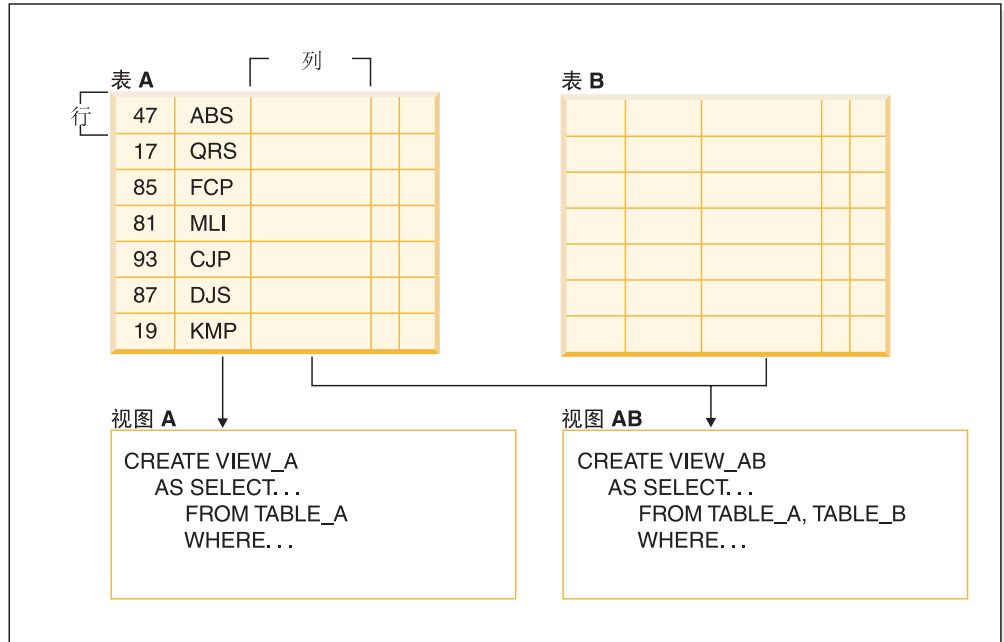 列
表 A
表 B
行
47 ABS
17 QRS
85 FCP
81 MLI
93 CJP
87 DJS
19 KMP
视图 A
CREATE VIEW_A
AS SELECT. . .
FROM TABLE_A
WHERE. . .
视图 AB
CREATE VIEW_AB
AS SELECT. . .
FROM TABLE_A, TABLE_B
WHERE. . .